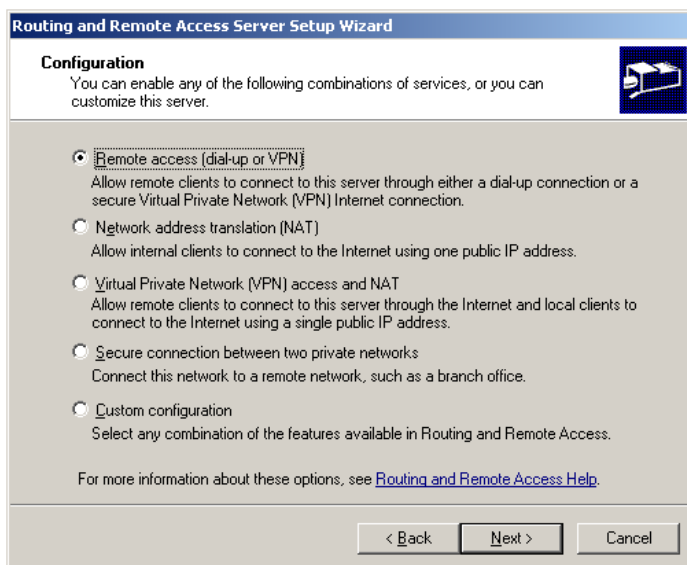 Routing and Remote Access Server Setup Wizard
Configuration
You can enable any of the following combinations of services, or you can
customize this server.
Remote access (dial-up or VPN)
Allow remote clients to connect to this server through either a dial-up connection or a
secure Virtual Private Network (VPN) Internet connection.
Network address translation (NAT)
Allow internal clients to connect to the Internet using one public IP address.
Virtual Private Network (VPN) access and NAT
Allow remote clients to connect to this server through the Internet and local clients to
connect to the Internet using a single public IP address.
Secure connection between two private networks
Connect this network to a remote network, such as a branch office.
Custom configuration
Select any combination of the features available in Routing and Remote Access.
For more information about these options, see Routing and Remote Access Help.
< Back Next > Cancel